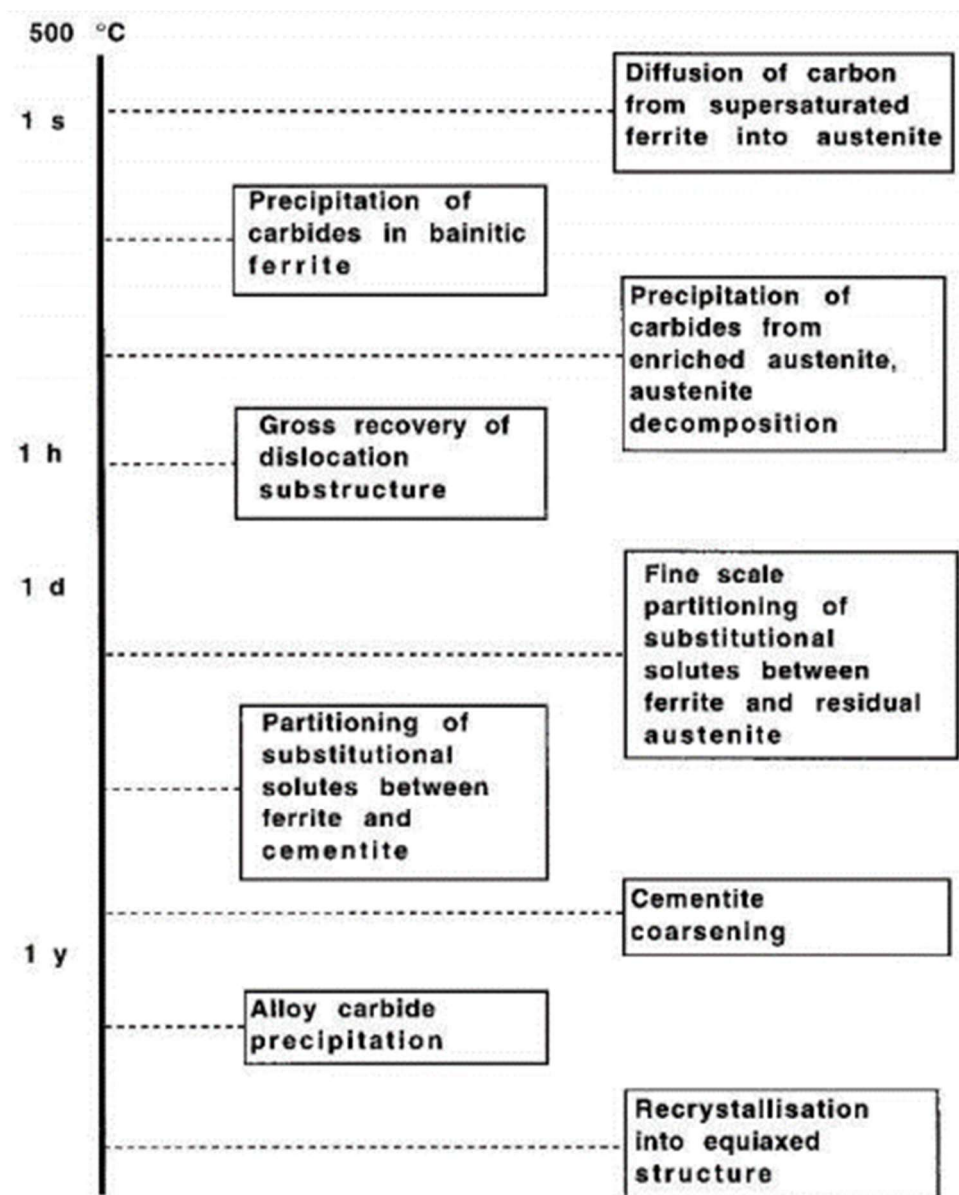 500 °C
1 s
Diffusion of carbon
from supersaturated
ferrite into austenite
Precipitation of
carbides in bainitic
ferrite
Precipitation of
carbides from
enriched austenite,
austenite
decomposition
1 h
Gross recovery of
dislocation
substructure
1 d
Fine scale
partitioning of
substitutional
solutes between
ferrite and residual
austenite
Partitioning of
substitutional
solutes between
ferrite and
cementite
Cementite
coarsening
1 y
Alloy carbide
precipitation
Recrystallisation
into equiaxed
structure